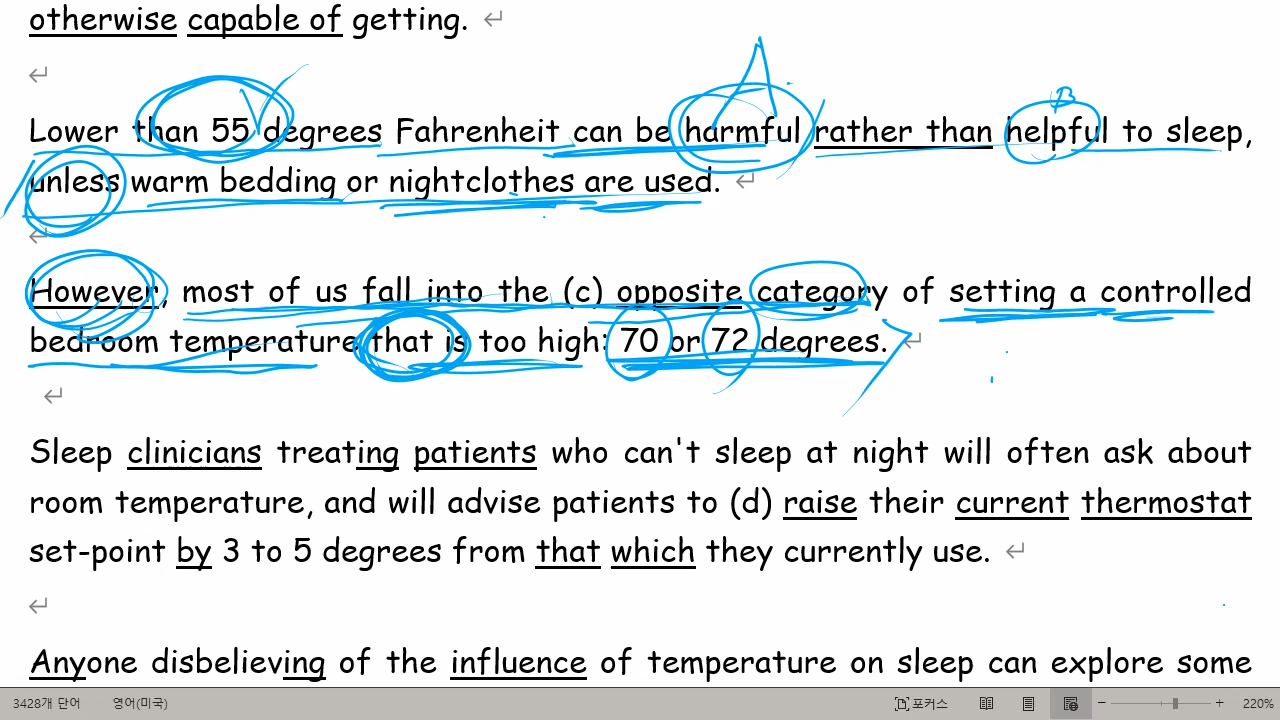 otherwise capable of getting.
A
V
B
Lower than 55 degrees Fahrenheit can be harmful rather than helpful to sleep,
unless warm bedding or nightclothes are used.
However, most of us fall into the (c) opposite category of setting a controlled
bedroom temperature that is too high: 70 or 72 degrees.
Sleep clinicians treating patients who can't sleep at night will often ask about
room temperature, and will advise patients to (d) raise their current thermostat
set-point by 3 to 5 degrees from that which they currently use.
Anyone disbelieving of the influence of temperature on sleep can explore some
3428개 단어 영어(미국) 포커스 220%